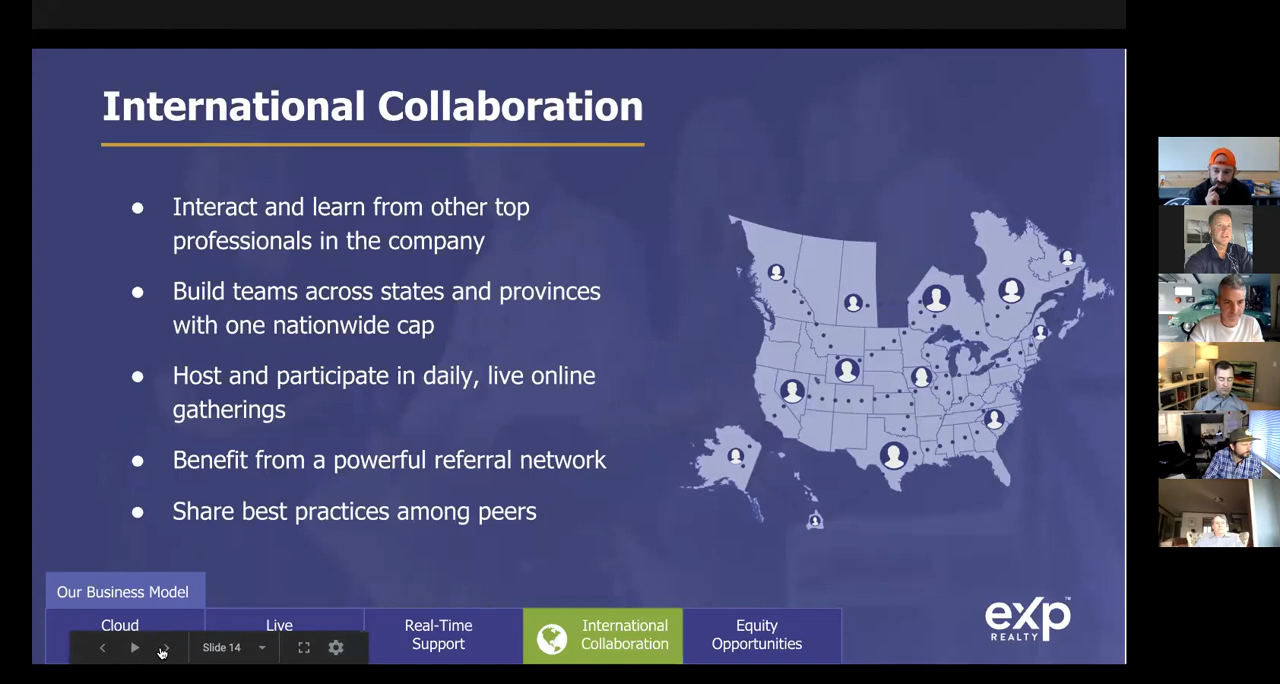 International Collaboration
● Interact and learn from other top
professionals in the company
● Build teams across states and provinces
with one nationwide cap
● Host and participate in daily, live online
gatherings
● Benefit from a powerful referral network
● Share best practices among peers
Our Business Model
Cloud
Live
Real-Time
Support
International
Collaboration
Equity
Opportunities
Slide 14
eXp™
REALTY